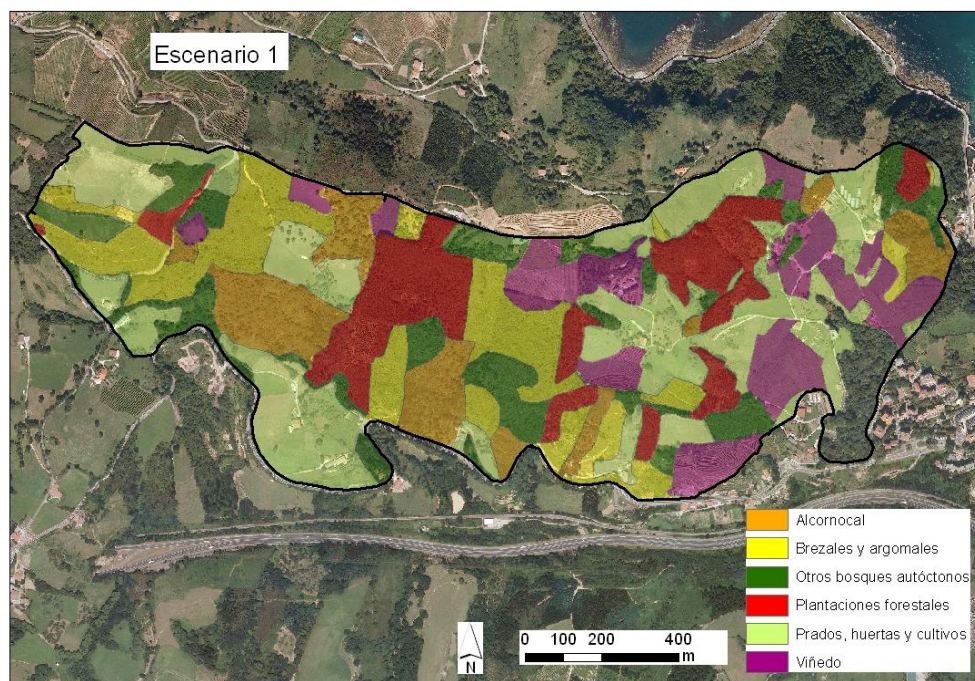 Escenario 1
Alcornocal
Brezales y argomales
Otros bosques autóctonos
Plantaciones forestales
Prados, huertas y cultivos
Viñedo
0 100 200 400
m
N